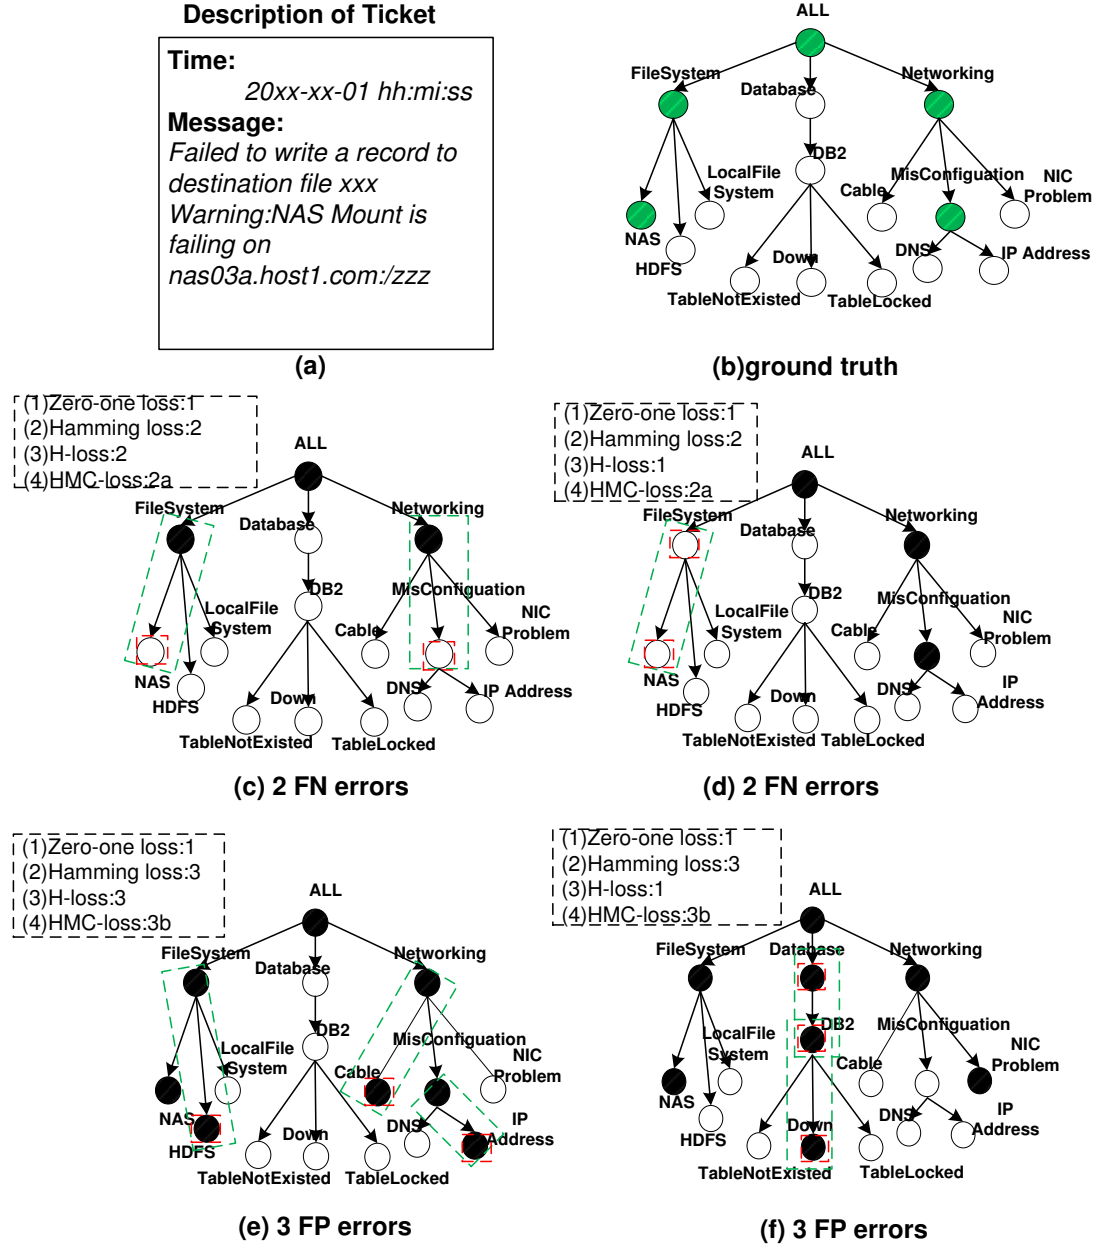 Description of Ticket
Time:
20xx-xx-01 hh:mi:ss
Message:
Failed to write a record to
destination file xxx
Warning:NAS Mount is
failing on
nas03a.host1.com:/zzz
(a)
ALL
FileSystem
Database
Networking
DB2
LocalFile
System
MisConfiguation
NIC
Problem
Cable
NAS
HDFS
Down
DNS
IP Address
TableNotExisted
TableLocked
(b)ground truth
(1)Zero-one loss:1
(2)Hamming loss:2
(3)H-loss:2
(4)HMC-loss:2a
ALL
FileSystem
Database
Networking
DB2
MisConfiguation
LocalFile
System
NIC
Problem
Cable
NAS
HDFS
Down
DNS
IP Address
TableNotExisted
TableLocked
(c) 2 FN errors
(1)Zero-one loss:1
(2)Hamming loss:2
(3)H-loss:1
(4)HMC-loss:2a
ALL
FileSystem
Database
Networking
DB2
MisConfiguation
LocalFile
System
NIC
Problem
Cable
NAS
HDFS
Down
DNS
IP
Address
TableNotExisted
TableLocked
(d) 2 FN errors
(1)Zero-one loss:1
(2)Hamming loss:3
(3)H-loss:3
(4)HMC-loss:3b
ALL
FileSystem
Database
Networking
DB2
MisConfiguation
LocalFile
System
NIC
Problem
Cable
NAS
HDFS
Down
DNS
IP
Address
TableNotExisted
TableLocked
(e) 3 FP errors
(1)Zero-one loss:1
(2)Hamming loss:3
(3)H-loss:1
(4)HMC-loss:3b
ALL
FileSystem
Database
Networking
DB2
MisConfiguation
LocalFile
System
NIC
Problem
Cable
NAS
HDFS
Down
DNS
IP
Address
TableNotExisted
TableLocked
(f) 3 FP errors